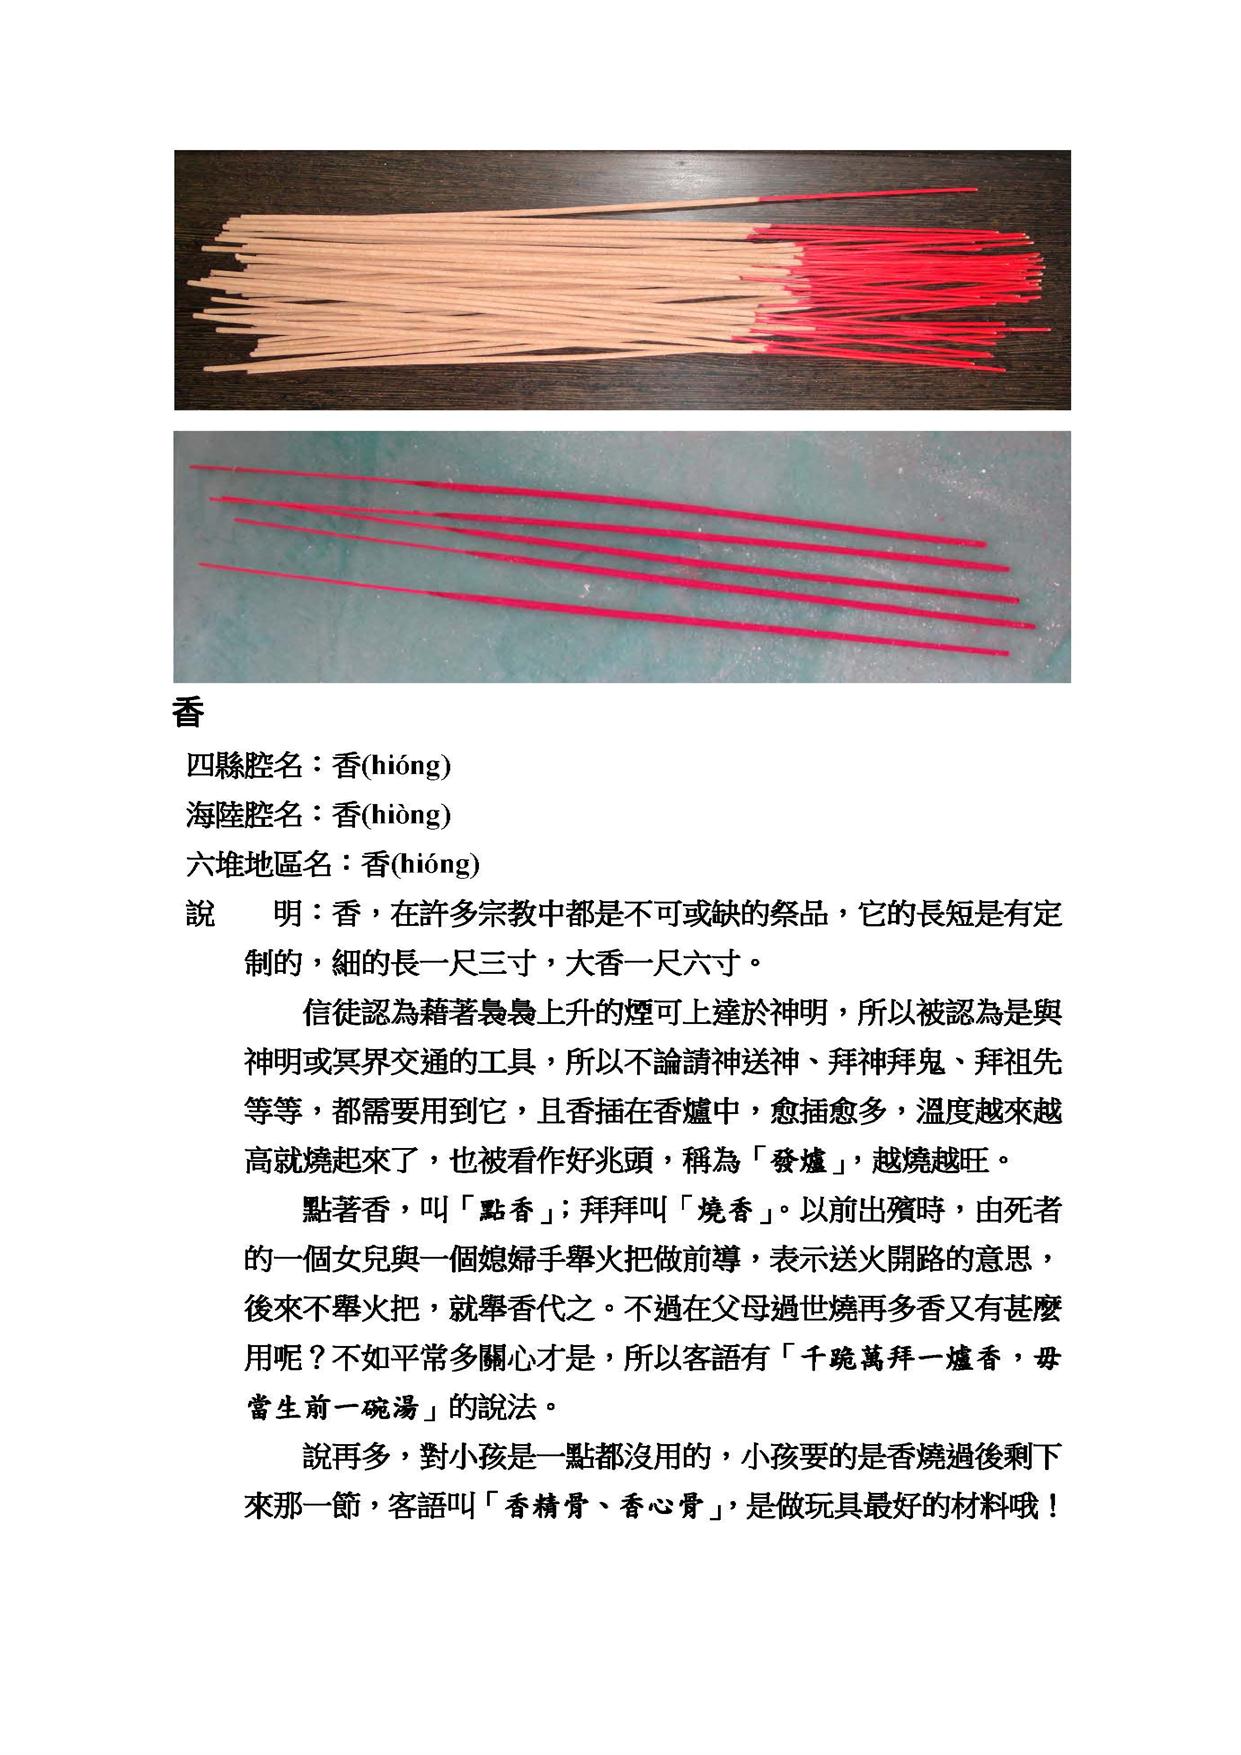 香
四縣腔名：香(hióng)
海陸腔名：香(hiòng)
六堆地區名：香(hióng)
說　　明：香，在許多宗教中都是不可或缺的祭品，它的長短是有定
制的，細的長一尺三寸，大香一尺六寸。
信徒認為藉著裊裊上升的煙可上達於神明，所以被認為是與
神明或冥界交通的工具，所以不論請神送神、拜神拜鬼、拜祖先
等等，都需要用到它，且香插在香爐中，愈插愈多，溫度越來越
高就燒起來了，也被看作好兆頭，稱為「發爐」，越燒越旺。
點著香，叫「點香」；拜拜叫「燒香」。以前出殯時，由死者
的一個女兒與一個媳婦手舉火把做前導，表示送火開路的意思，
後來不舉火把，就舉香代之。不過在父母過世燒再多香又有甚麼
用呢？不如平常多關心才是，所以客語有「千跪萬拜一爐香，毋
當生前一碗湯」的說法。
說再多，對小孩是一點都沒用的，小孩要的是香燒過後剩下
來那一節，客語叫「香精骨、香心骨」，是做玩具最好的材料哦！